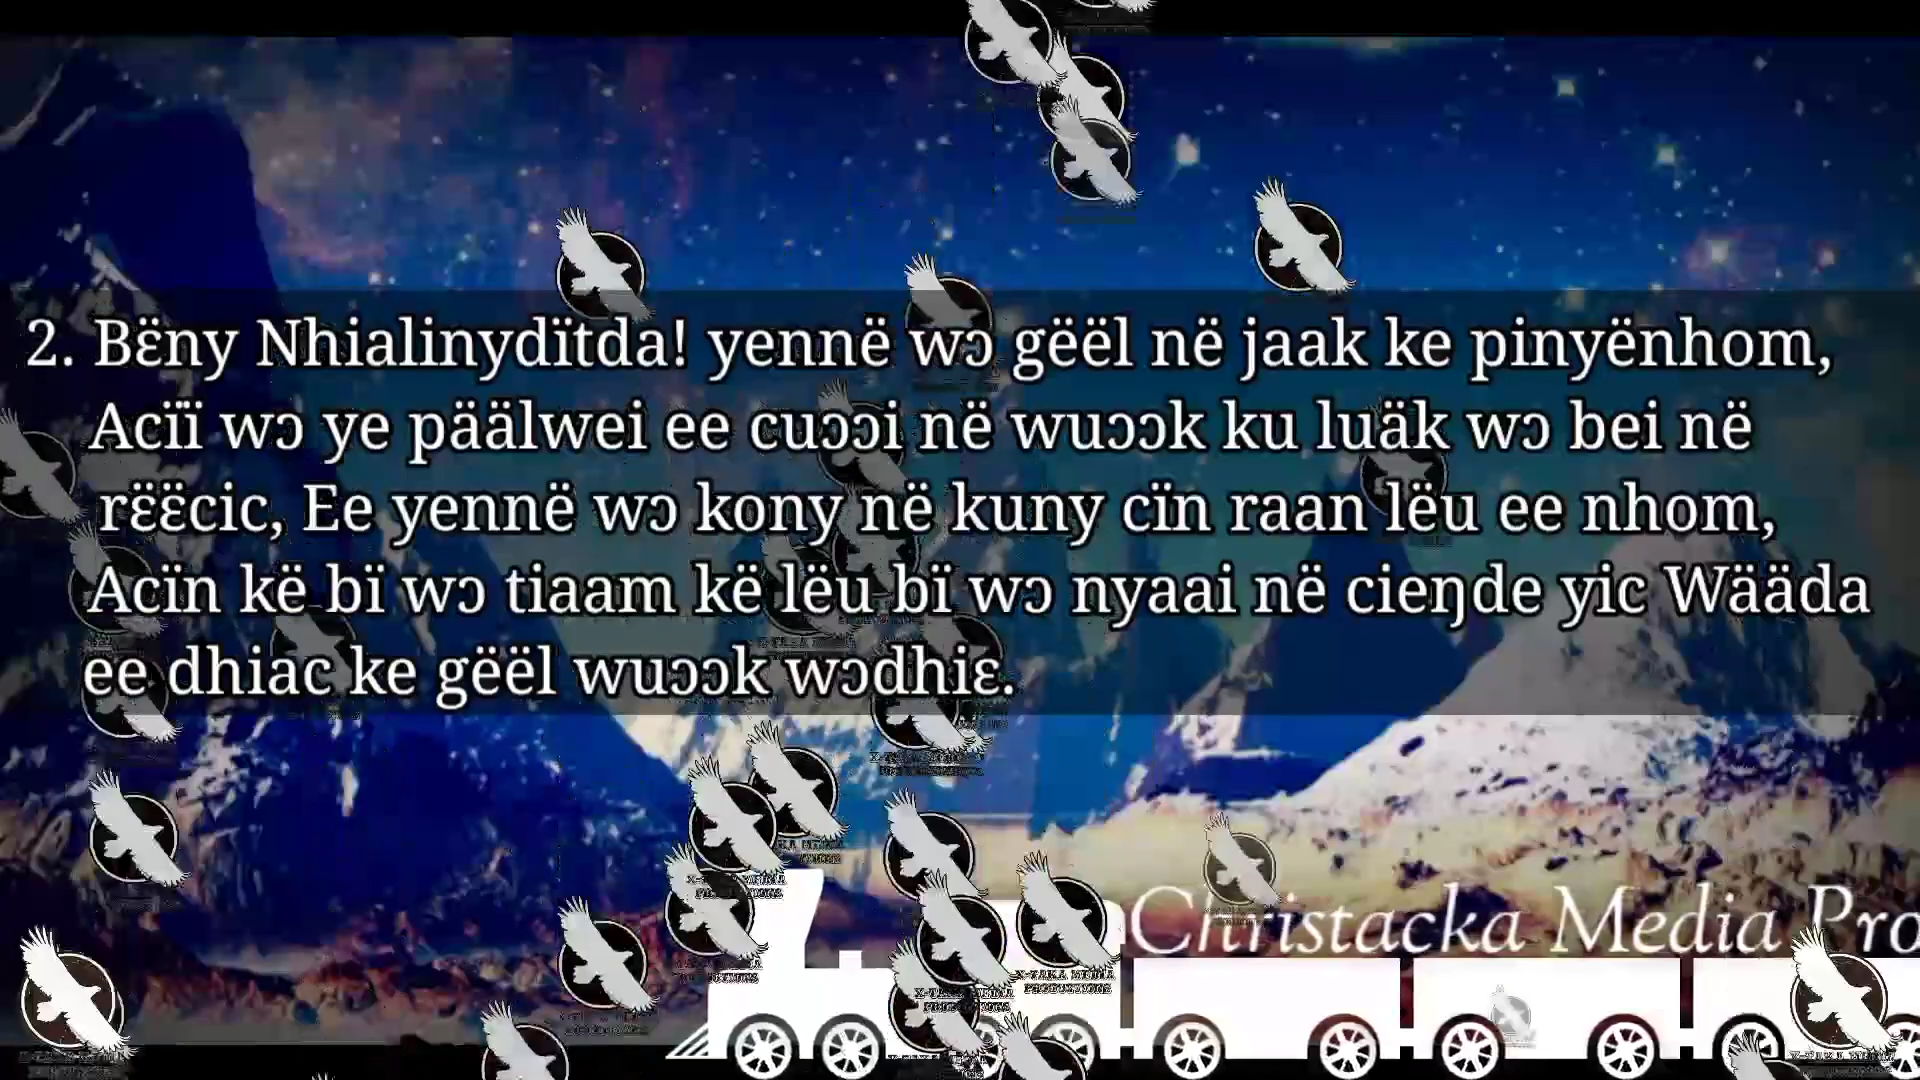 2. Bɛ̈ny Nhialinydïtda! yennë wɔ gëël në jaak ke pinyënhom,
Acïï wɔ ye päälwei ee cuɔɔi në wuɔɔk ku luäk wɔ bei në
rɛ̈ɛ̈cic, Ee yennë wɔ kony në kuny cïn raan lëu ee nhom,
Acïn kë bï wɔ tiaam kë lëu bï wɔ nyaai në cieŋde yic Wääda
ee dhiac ke gëël wuɔɔk wɔdhiɛ.
X-TAKA MEDIA
PRODUCTIONS
Christacka Media Pro